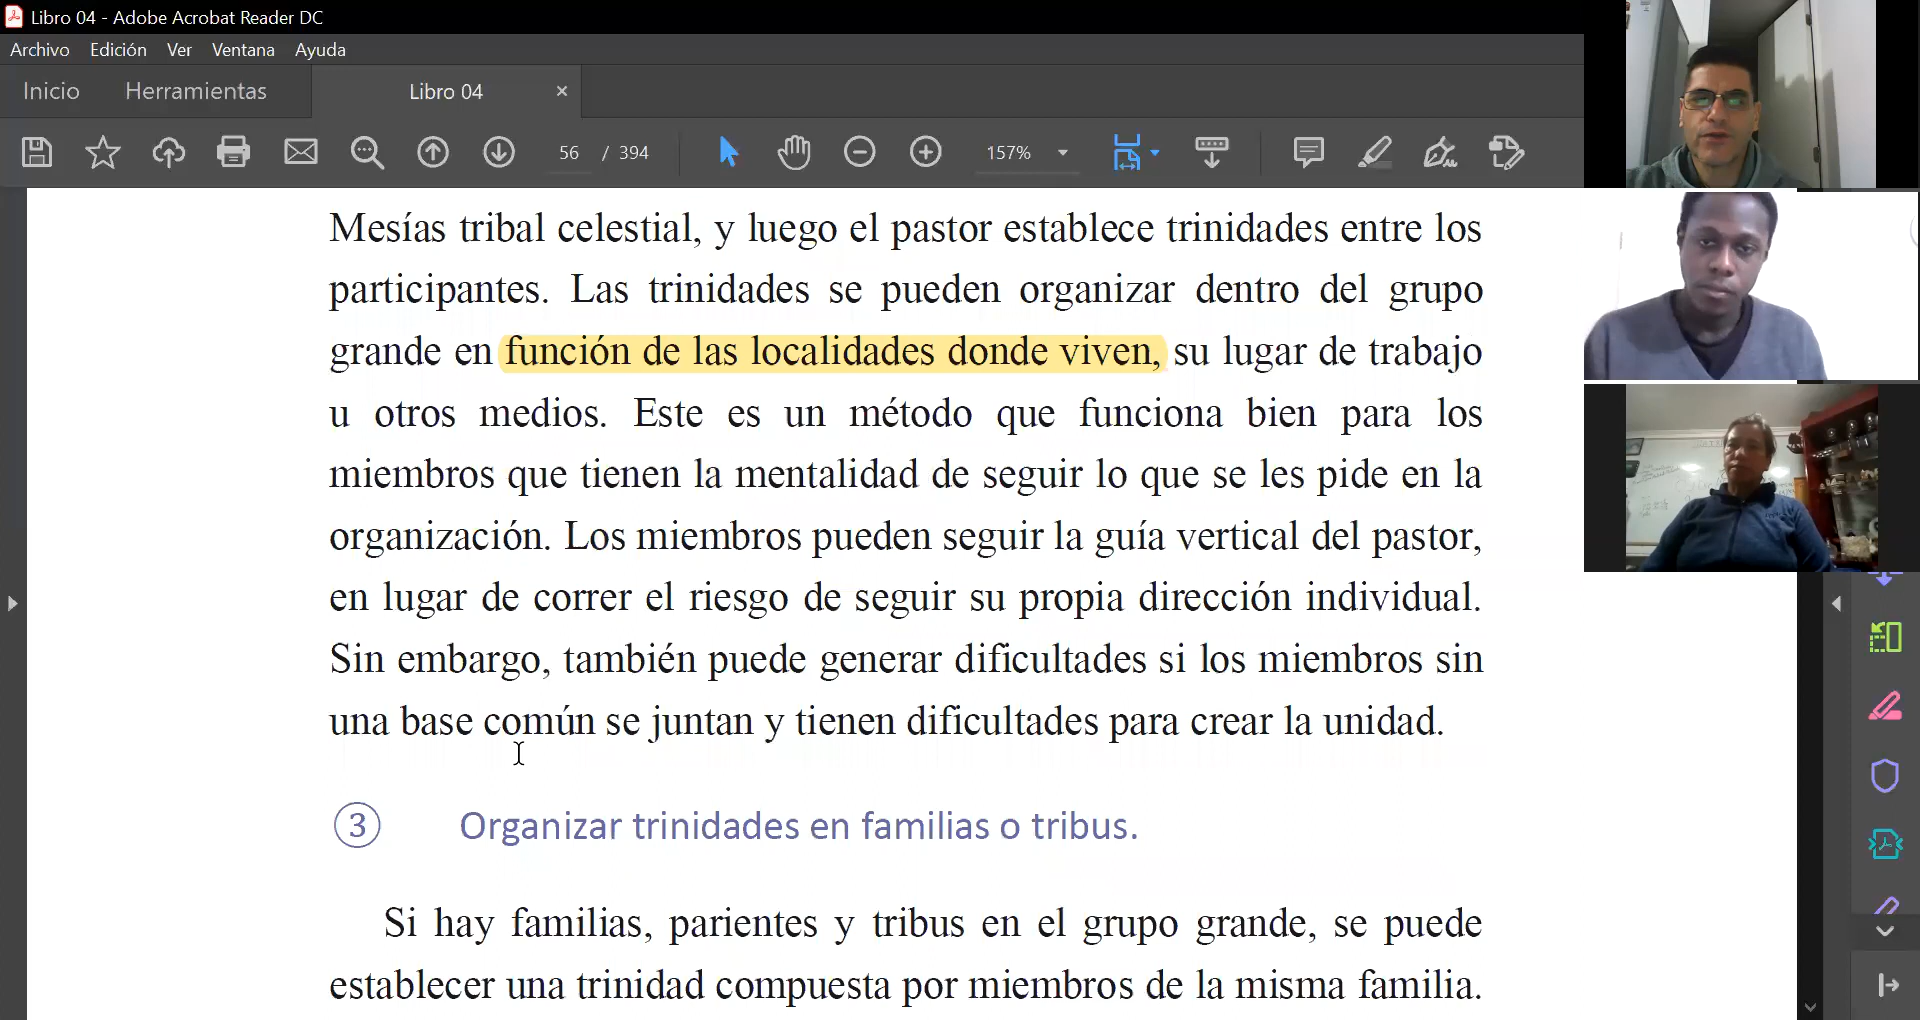 Libro 04 - Adobe Acrobat Reader DC
Archivo Edición Ver Ventana Ayuda
Inicio Herramientas Libro 04
56 / 394 157%
Mesías tribal celestial, y luego el pastor establece trinidades entre los
participantes. Las trinidades se pueden organizar dentro del grupo
grande en función de las localidades donde viven, su lugar de trabajo
u otros medios. Este es un método que funciona bien para los
miembros que tienen la mentalidad de seguir lo que se les pide en la
organización. Los miembros pueden seguir la guía vertical del pastor,
en lugar de correr el riesgo de seguir su propia dirección individual.
Sin embargo, también puede generar dificultades si los miembros sin
una base común se juntan y tienen dificultades para crear la unidad.
③ Organizar trinidades en familias o tribus.
Si hay familias, parientes y tribus en el grupo grande, se puede
establecer una trinidad compuesta por miembros de la misma familia.